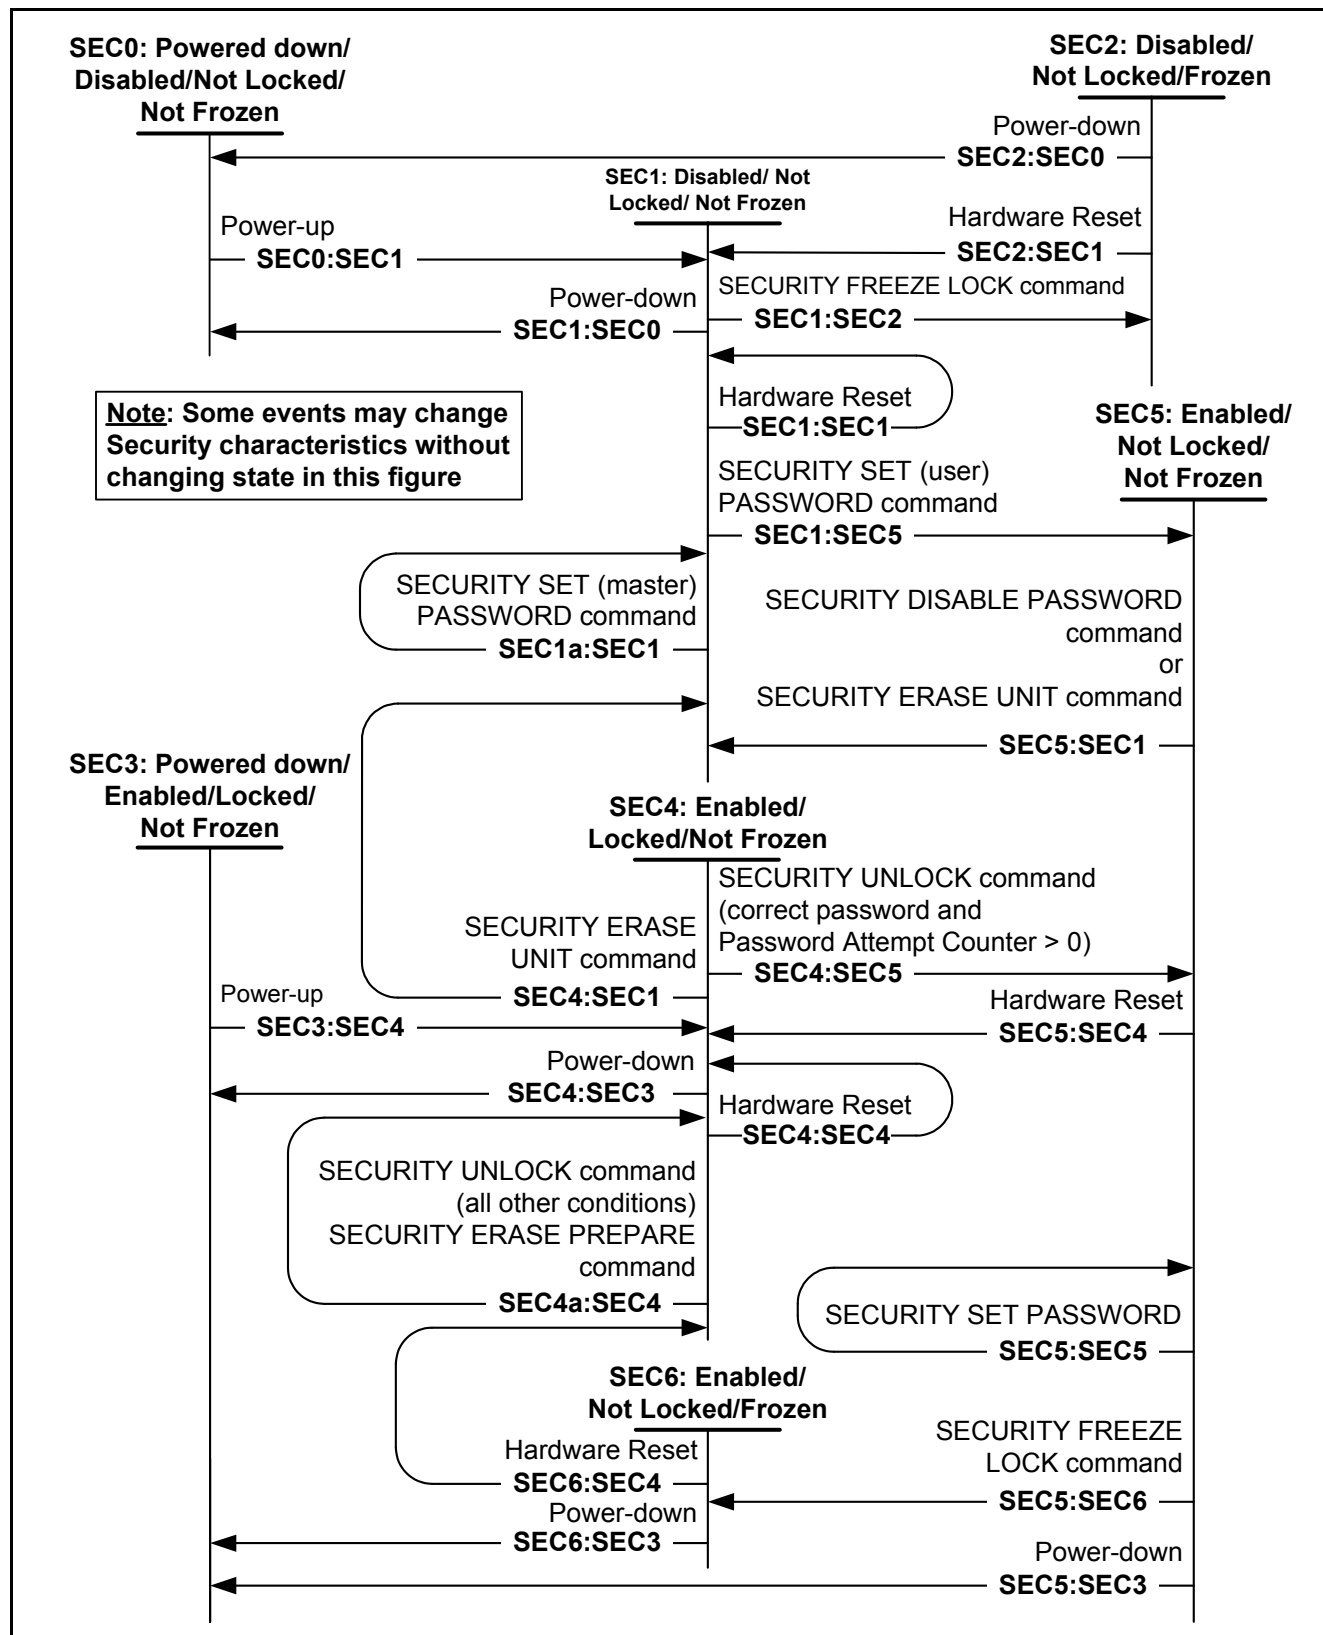 SEC0: Powered down/
Disabled/Not Locked/
Not Frozen
SEC2: Disabled/
Not Locked/Frozen
Power-down
SEC2:SEC0
SEC1: Disabled/ Not
Locked/ Not Frozen
Power-up
SEC0:SEC1
Hardware Reset
SEC2:SEC1
SECURITY FREEZE LOCK command
SEC1:SEC2
Power-down
SEC1:SEC0
Hardware Reset
SEC1:SEC1
Note: Some events may change
Security characteristics without
changing state in this figure
SEC5: Enabled/
Not Locked/
Not Frozen
SECURITY SET (user)
PASSWORD command
SEC1:SEC5
SECURITY SET (master)
PASSWORD command
SEC1a:SEC1
SECURITY DISABLE PASSWORD
command
or
SECURITY ERASE UNIT command
SEC5:SEC1
SEC3: Powered down/
Enabled/Locked/
Not Frozen
SEC4: Enabled/
Locked/Not Frozen
SECURITY UNLOCK command
(correct password and
Password Attempt Counter > 0)
SEC4:SEC5
SECURITY ERASE
UNIT command
SEC4:SEC1
Power-up
SEC3:SEC4
Hardware Reset
SEC5:SEC4
Power-down
SEC4:SEC3
Hardware Reset
SEC4:SEC4
SECURITY UNLOCK command
(all other conditions)
SECURITY ERASE PREPARE
command
SEC4a:SEC4
SECURITY SET PASSWORD
SEC5:SEC5
SEC6: Enabled/
Not Locked/Frozen
Hardware Reset
SEC6:SEC4
SECURITY FREEZE
LOCK command
SEC5:SEC6
Power-down
SEC6:SEC3
Power-down
SEC5:SEC3